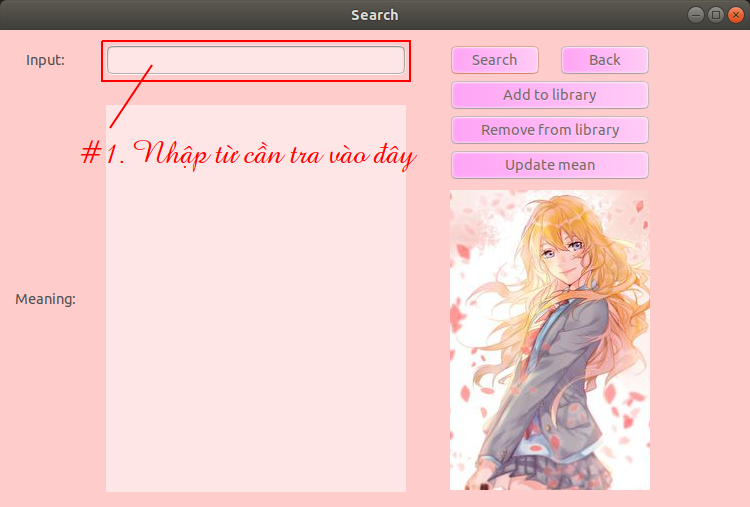 Search
Input:
Search
Back
Add to library
Remove from library
Update mean
#1. Nhập từ cần tra vào đây
Meaning: